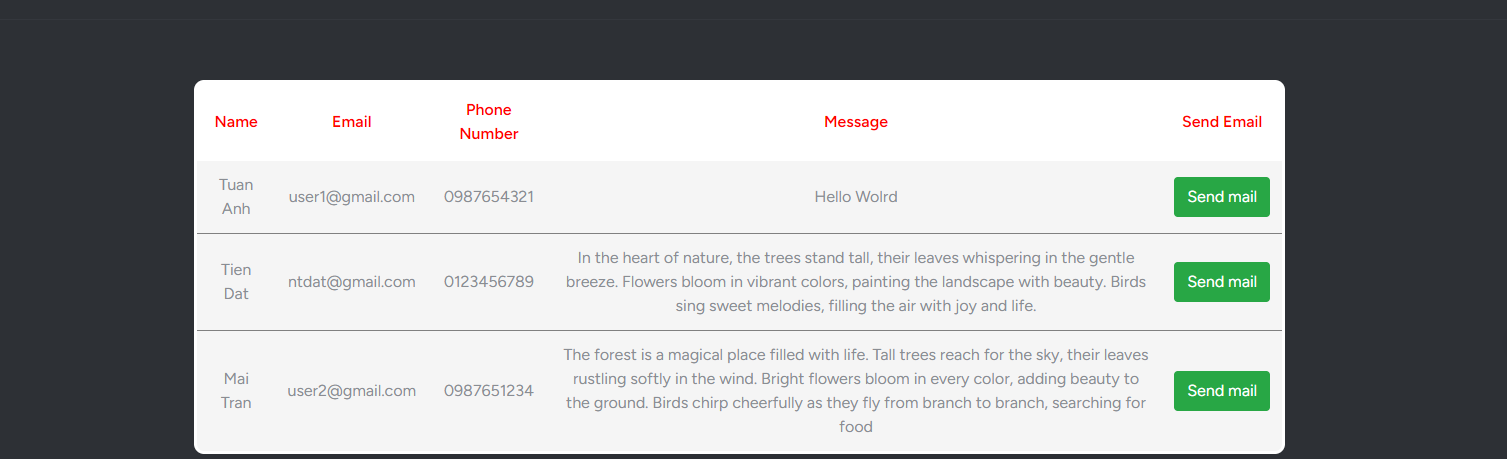 Name Email Phone Number Message Send Email
Tuan Anh user1@gmail.com 0987654321 Hello Wolrd Send mail
Tien Dat ntdat@gmail.com 0123456789 In the heart of nature, the trees stand tall, their leaves whispering in the gentle
breeze. Flowers bloom in vibrant colors, painting the landscape with beauty. Birds
sing sweet melodies, filling the air with joy and life. Send mail
Mai Tran user2@gmail.com 0987651234 The forest is a magical place filled with life. Tall trees reach for the sky, their leaves
rustling softly in the wind. Bright flowers bloom in every color, adding beauty to
the ground. Birds chirp cheerfully as they fly from branch to branch, searching for
food Send mail